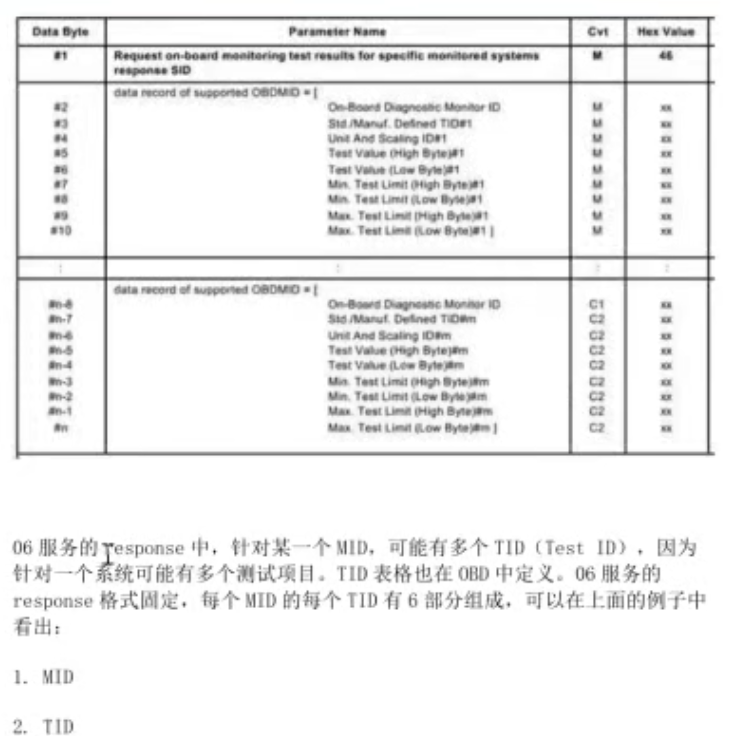 Data Byte Parameter Name Cvt Hex Value
#1 Request on-board monitoring test results for specific monitored systems M 46
response SID
data record of supported OBDMID = [
#2 On-Board Diagnostic Monitor ID M xx
#3 Std./Manuf. Defined TID#1 M xx
#4 Unit And Scaling ID#1 M xx
#5 Test Value (High Byte)#1 M xx
#6 Test Value (Low Byte)#1 M xx
#7 Min. Test Limit (High Byte)#1 M xx
#8 Min. Test Limit (Low Byte)#1 M xx
#9 Max. Test Limit (High Byte)#1 M xx
#10 Max. Test Limit (Low Byte)#1 ] M xx
: : : :
data record of supported OBDMID = [
#n-8 On-Board Diagnostic Monitor ID C1 xx
#n-7 Std./Manuf. Defined TID#m C2 xx
#n-6 Unit And Scaling ID#m C2 xx
#n-5 Test Value (High Byte)#m C2 xx
#n-4 Test Value (Low Byte)#m C2 xx
#n-3 Min. Test Limit (High Byte)#m C2 xx
#n-2 Min. Test Limit (Low Byte)#m C2 xx
#n-1 Max. Test Limit (High Byte)#m C2 xx
#n Max. Test Limit (Low Byte)#m ] C2 xx
06 服务的 response 中，针对某一个 MID，可能有多个 TID（Test ID），因为
针对一个系统可能有多个测试项目。TID 表格也在 OBD 中定义。06 服务的
response 格式固定，每个 MID 的每个 TID 有 6 部分组成，可以在上面的例子中
看出：
1. MID
2. TID